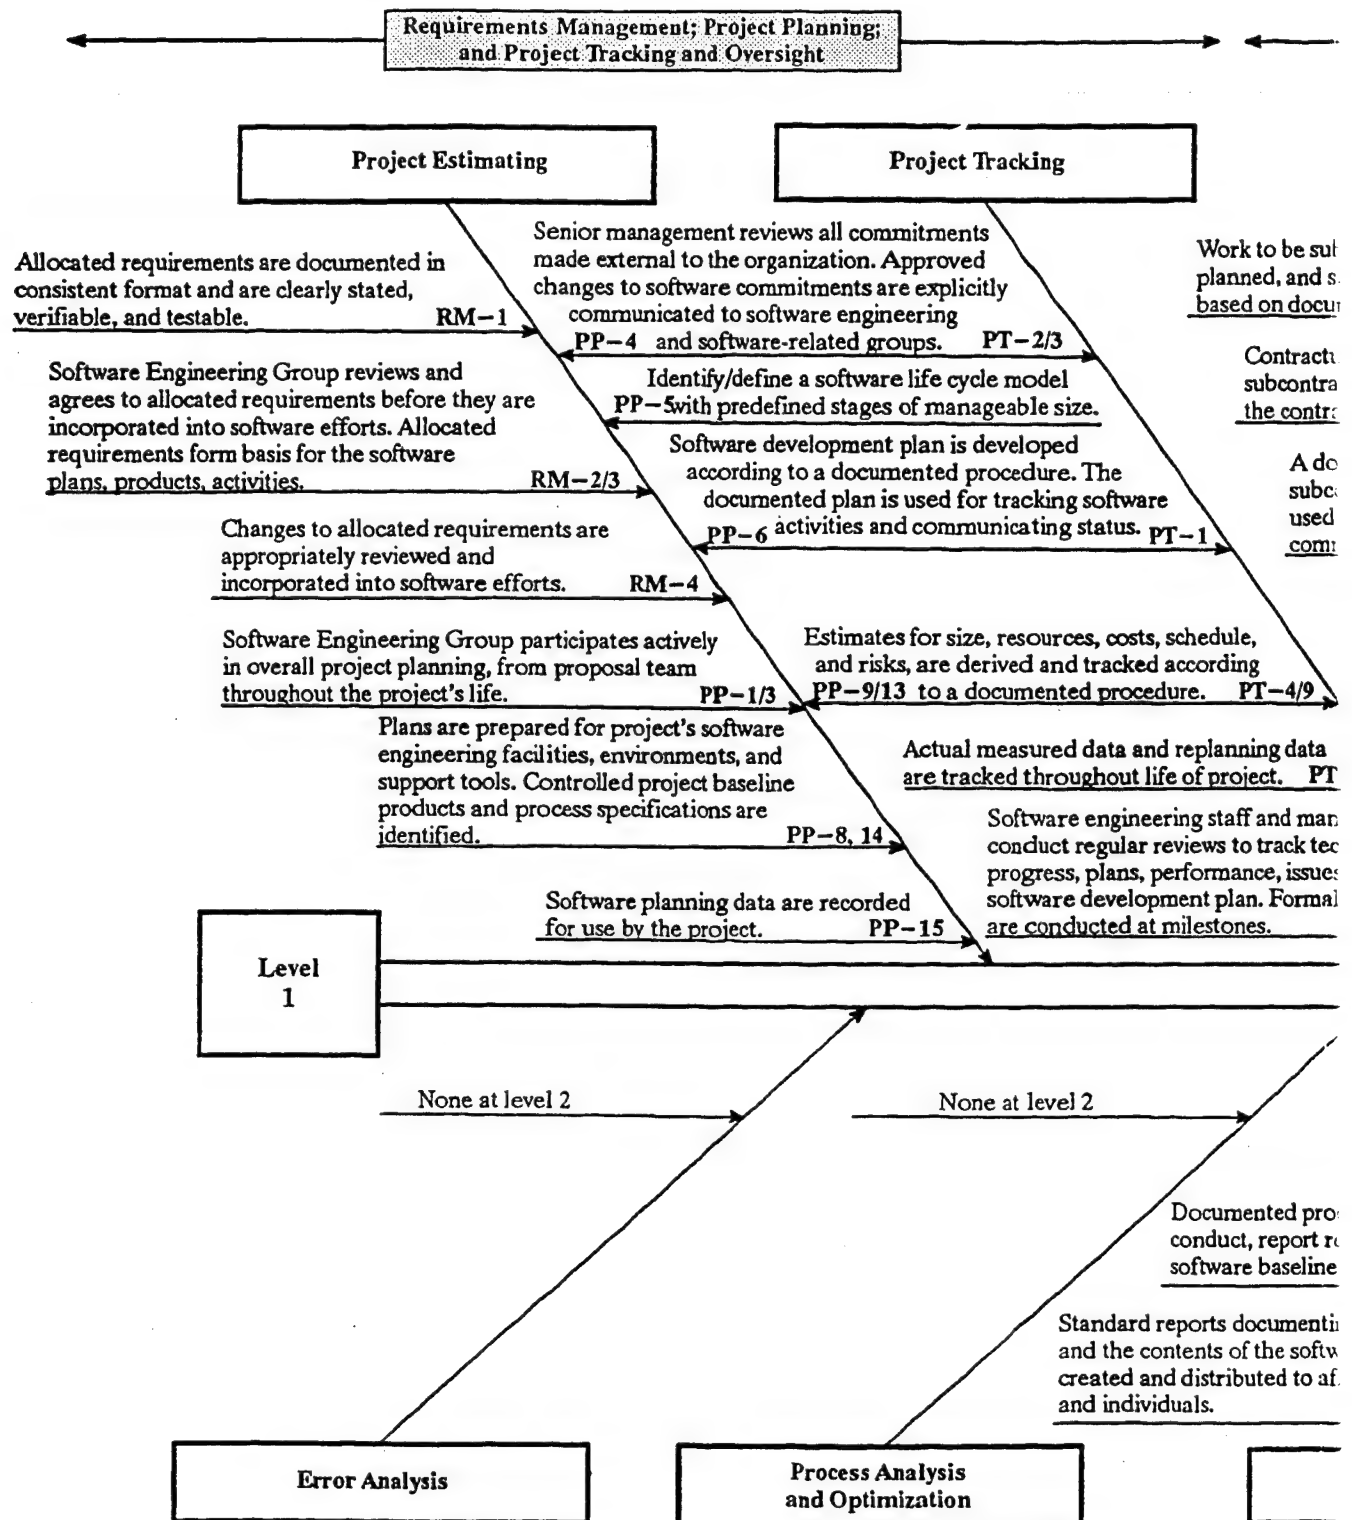 Requirements Management; Project Planning;
and Project Tracking and Oversight
Project Estimating
Project Tracking
Allocated requirements are documented in
consistent format and are clearly stated,
verifiable, and testable. RM-1
Senior management reviews all commitments
made external to the organization. Approved
changes to software commitments are explicitly
communicated to software engineering
PP-4 and software-related groups. PT-2/3
Work to be
planned, and
based on
Software Engineering Group reviews and
agrees to allocated requirements before they are
incorporated into software efforts. Allocated
requirements form basis for the software
plans, products, activities. RM-2/3
Identify/define a software life cycle model
PP-5 with predefined stages of manageable size.
the
Software development plan is developed
according to a documented procedure. The
documented plan is used for tracking software
PP-6 activities and communicating status. PT-1
A
used
Changes to allocated requirements are
appropriately reviewed and
incorporated into software efforts. RM-4
Software Engineering Group participates actively
in overall project planning, from proposal team
throughout the project's life. PP-1/3
Estimates for size, resources, costs, schedule,
and risks, are derived and tracked according
PP-9/13 to a documented procedure. PT-4/9
Plans are prepared for project's software
engineering facilities, environments, and
support tools. Controlled project baseline
products and process specifications are
identified. PP-8, 14
Actual measured data and replanning data
are tracked throughout life of project. PT
Software engineering staff and
conduct regular reviews to track
progress, plans, performance,
software development plan. Formal
are conducted at milestones.
Software planning data are recorded
for use by the project. PP-15
Level
1
None at level 2
None at level 2
Documented
conduct, report
software baseline
Standard reports
and the contents of the
created and distributed to
and individuals.
Error Analysis
Process Analysis
and Optimization